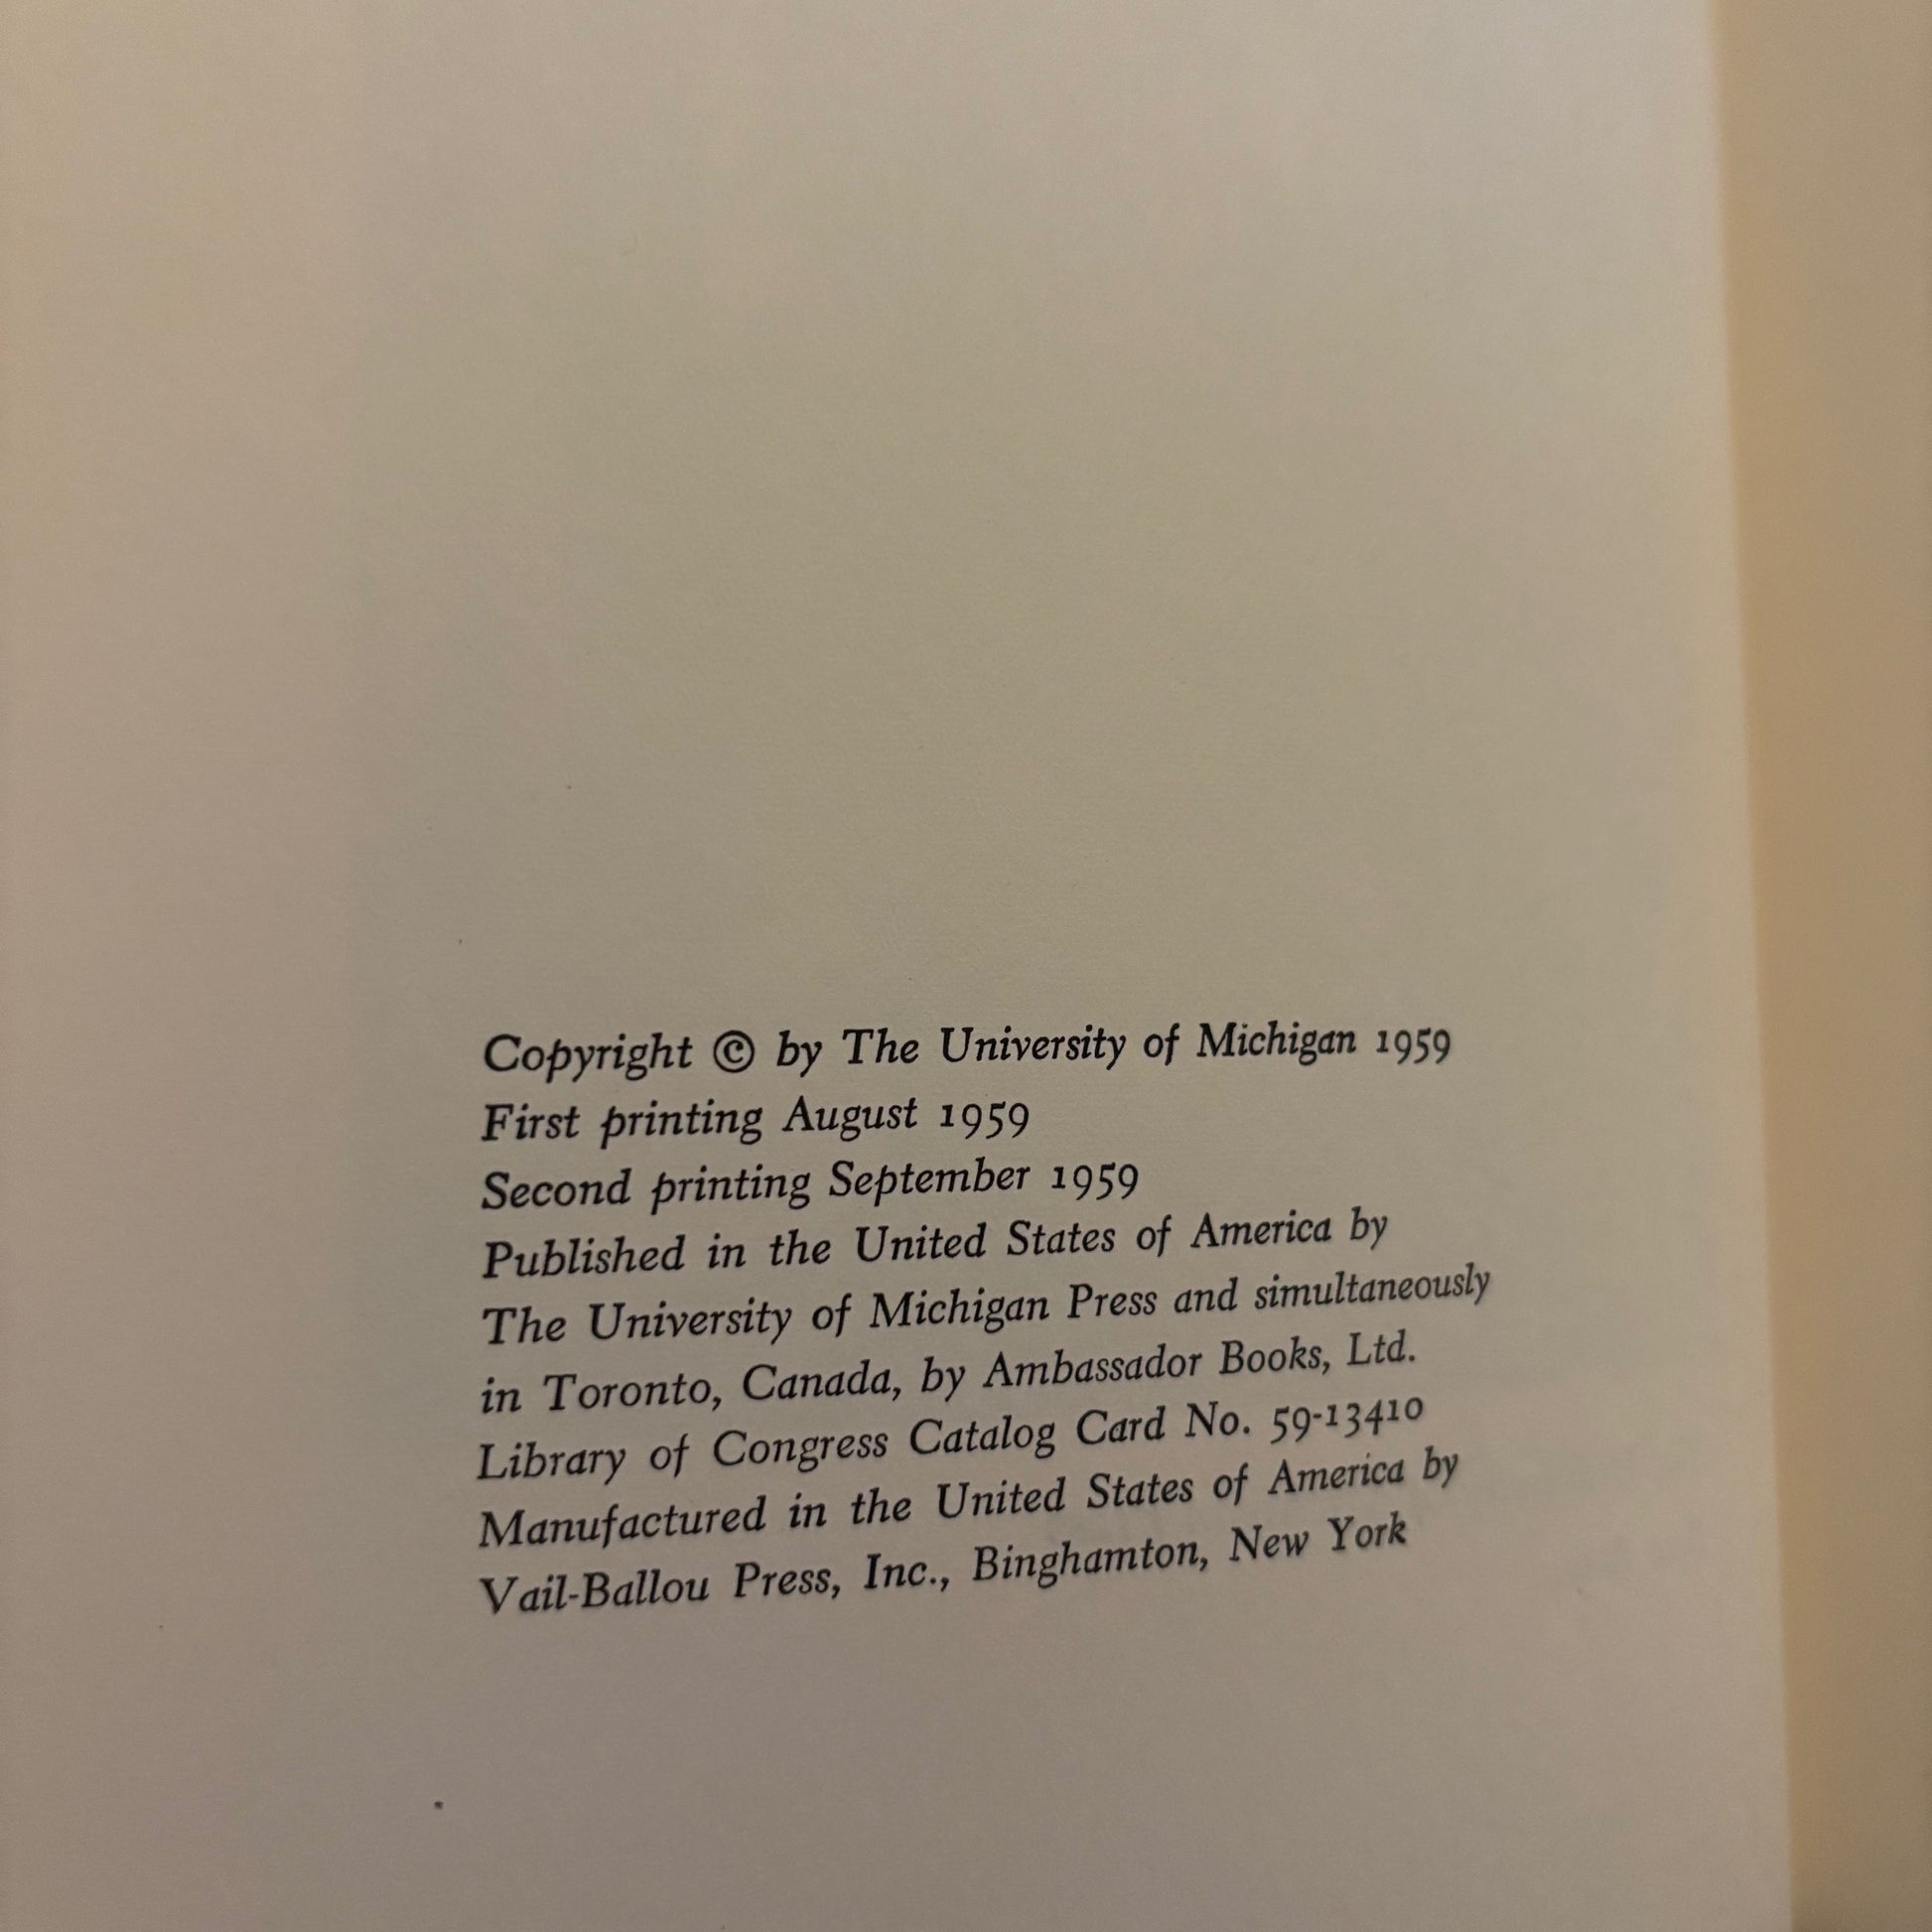 Copyright © by The University of Michigan 1959
First printing August 1959
Second printing September 1959
Published in the United States of America by
The University of Michigan Press and simultaneously
in Toronto, Canada, by Ambassador Books, Ltd.
Library of Congress Catalog Card No. 59-13410
Manufactured in the United States of America by
Vail-Ballou Press, Inc., Binghamton, New York